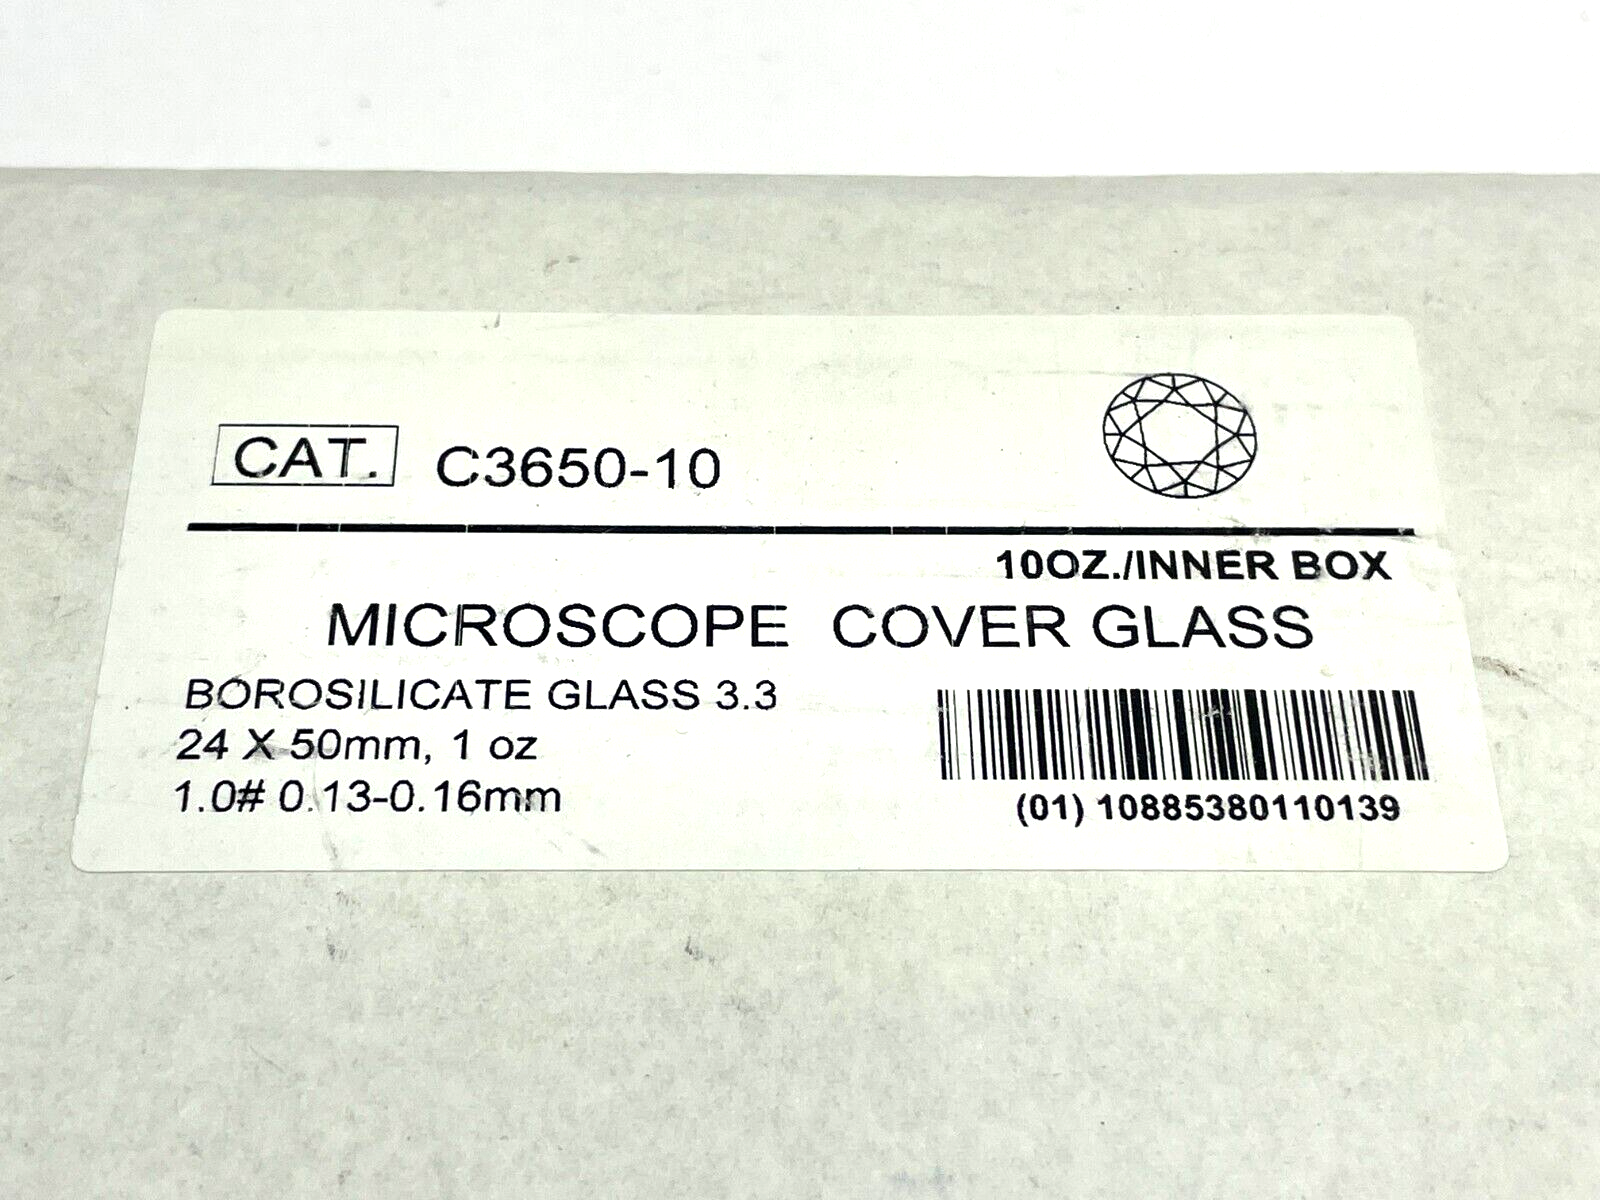 CAT. C3650-10
10OZ./INNER BOX
MICROSCOPE COVER GLASS
BOROSILICATE GLASS 3.3
24 X 50mm, 1 oz
1.0# 0.13-0.16mm
(01) 10885380110139